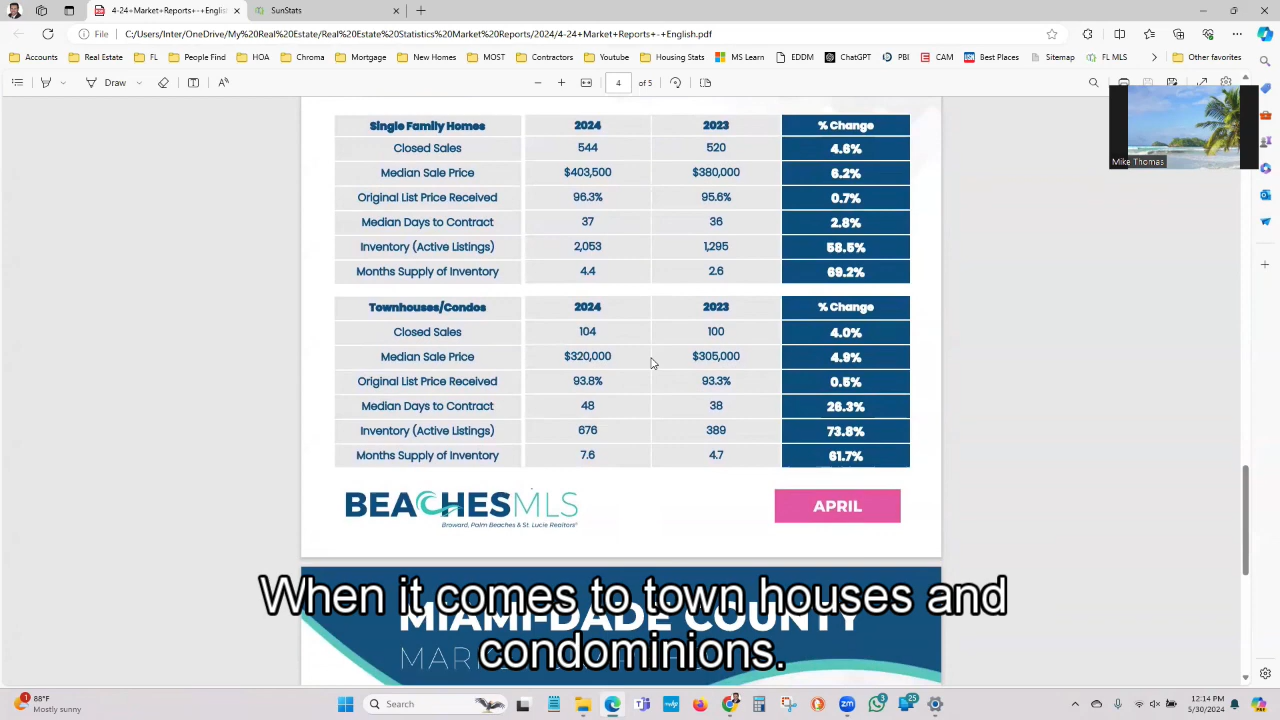 4-24+Market+Reports+-+English.p
SunStats
File
C:/Users/Inter/OneDrive/My%20Real%20Estate/Real%20Estate%20Statistics%20Market%20Reports/2024/4-24+Market+Reports+-+English.pdf
Accounts Real Estate FL People Find HOA Chroma Mortgage New Homes MOST Contractors Youtube Housing Stats MS Learn EDDM ChatGPT PBI CAM Best Places Sitemap FL MLS Other favorites
Draw 4 of 5
Mike Thomas
Single Family Homes 2024 2023 % Change
Closed Sales 544 520 4.6%
Median Sale Price $403,500 $380,000 6.2%
Original List Price Received 96.3% 95.6% 0.7%
Median Days to Contract 37 36 2.8%
Inventory (Active Listings) 2,053 1,295 58.5%
Months Supply of Inventory 4.4 2.6 69.2%
Townhouses/Condos 2024 2023 % Change
Closed Sales 104 100 4.0%
Median Sale Price $320,000 $305,000 4.9%
Original List Price Received 93.8% 93.3% 0.5%
Median Days to Contract 48 38 26.3%
Inventory (Active Listings) 676 389 73.8%
Months Supply of Inventory 7.6 4.7 61.7%
BEACHESMLS
Broward, Palm Beaches & St. Lucie Realtors®
APRIL
When it comes to town houses and
condominions.
MIAMI-DADE COUNTY
88°F
Mostly sunny
Search
12:14 PM
5/30/2024